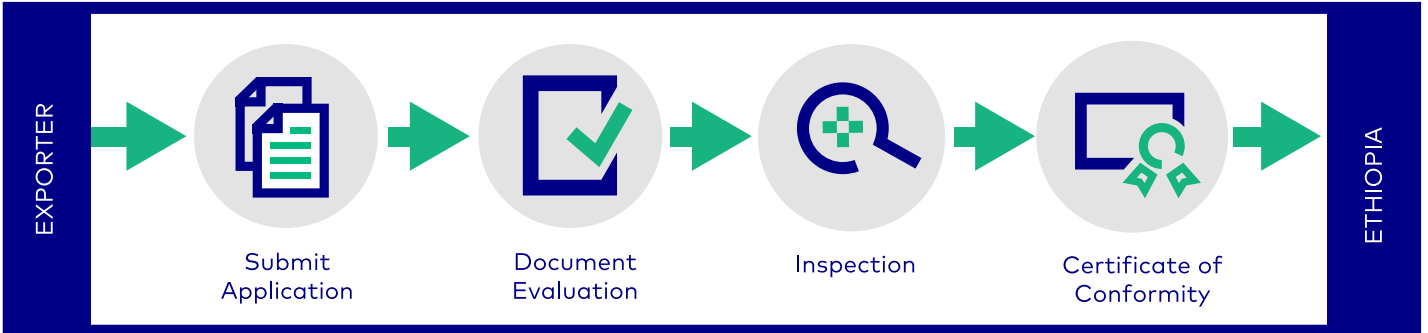 EXPORTER
Submit
Application
Document
Evaluation
Inspection
Certificate of
Conformity
ETHIOPIA